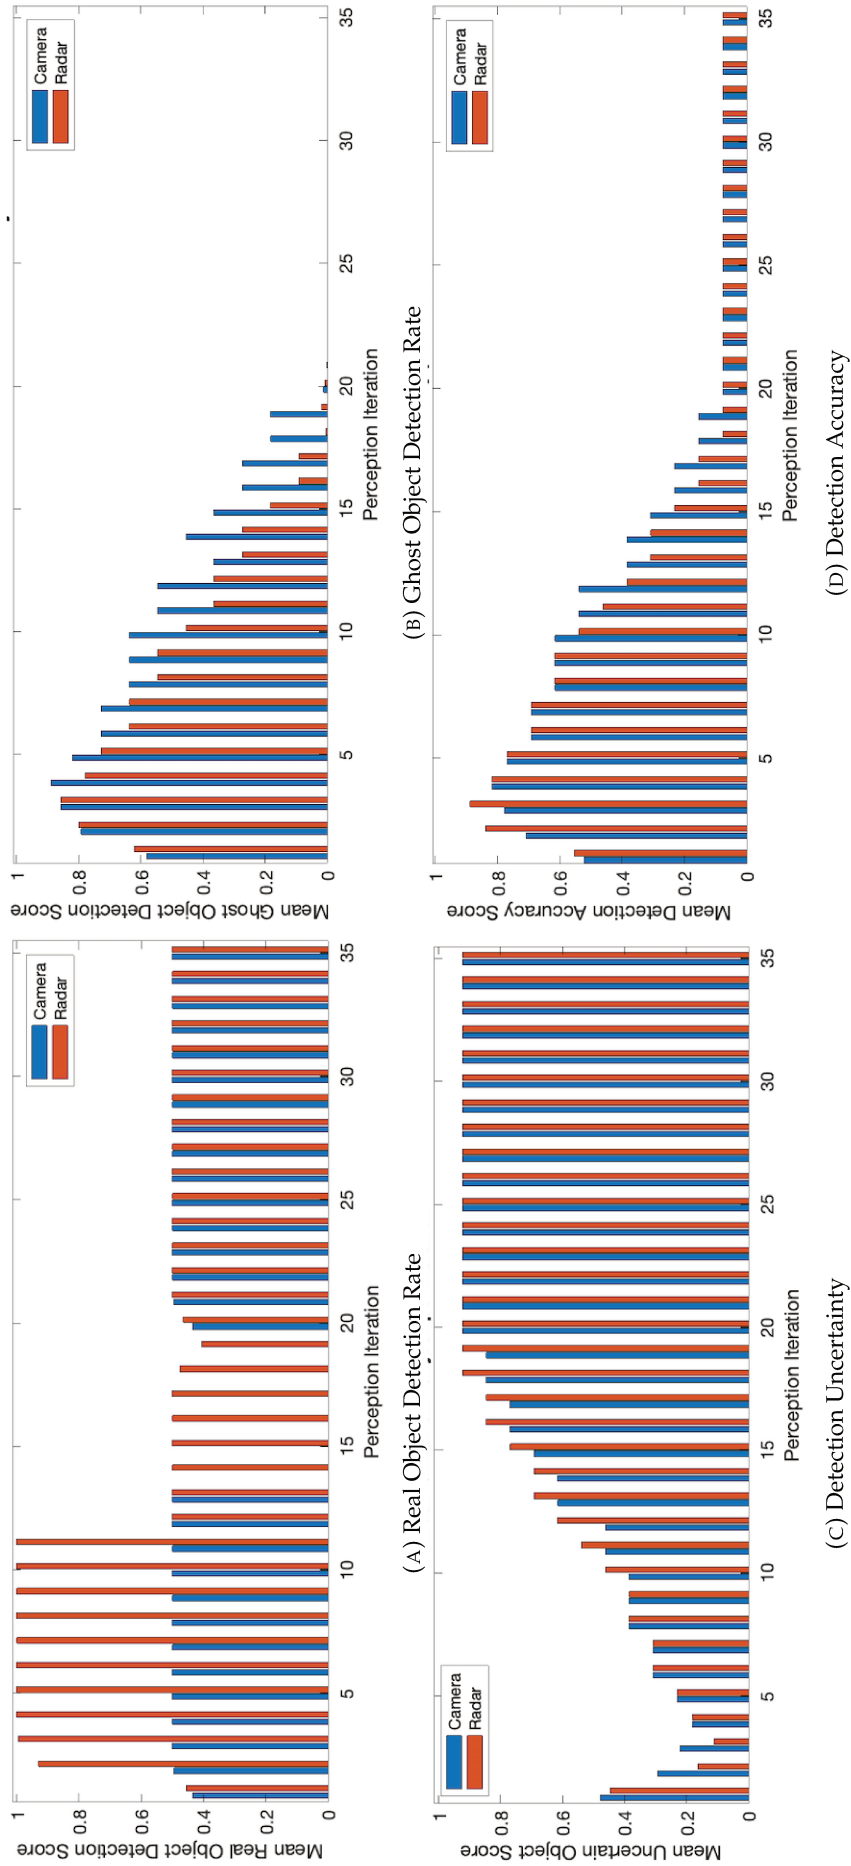 Mean Real Object Detection Score
1
0.8
0.6
0.4
0.2
0
5
10
15
20
25
30
35
Perception Iteration
Camera
Radar
(A) Real Object Detection Rate
Mean Ghost Object Detection Score
1
0.8
0.6
0.4
0.2
0
5
10
15
20
25
30
35
Perception Iteration
Camera
Radar
(B) Ghost Object Detection Rate
Mean Uncertain Object Score
1
0.8
0.6
0.4
0.2
0
5
10
15
20
25
30
35
Perception Iteration
Camera
Radar
(C) Detection Uncertainty
Mean Detection Accuracy Score
1
0.8
0.6
0.4
0.2
0
5
10
15
20
25
30
35
Perception Iteration
Camera
Radar
(D) Detection Accuracy